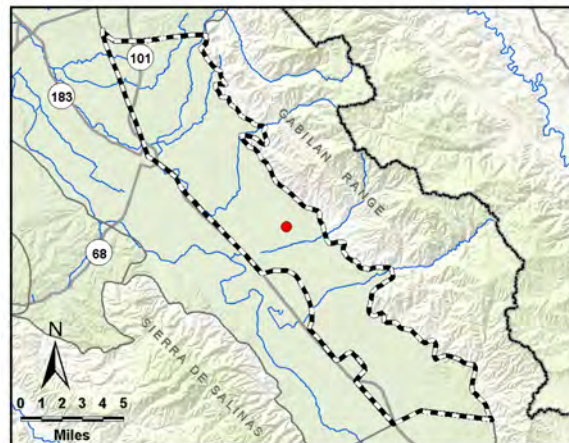 101
183
GABILAN RANGE
68
SIERRA DE SALINAS
N
0 1 2 3 4 5
Miles